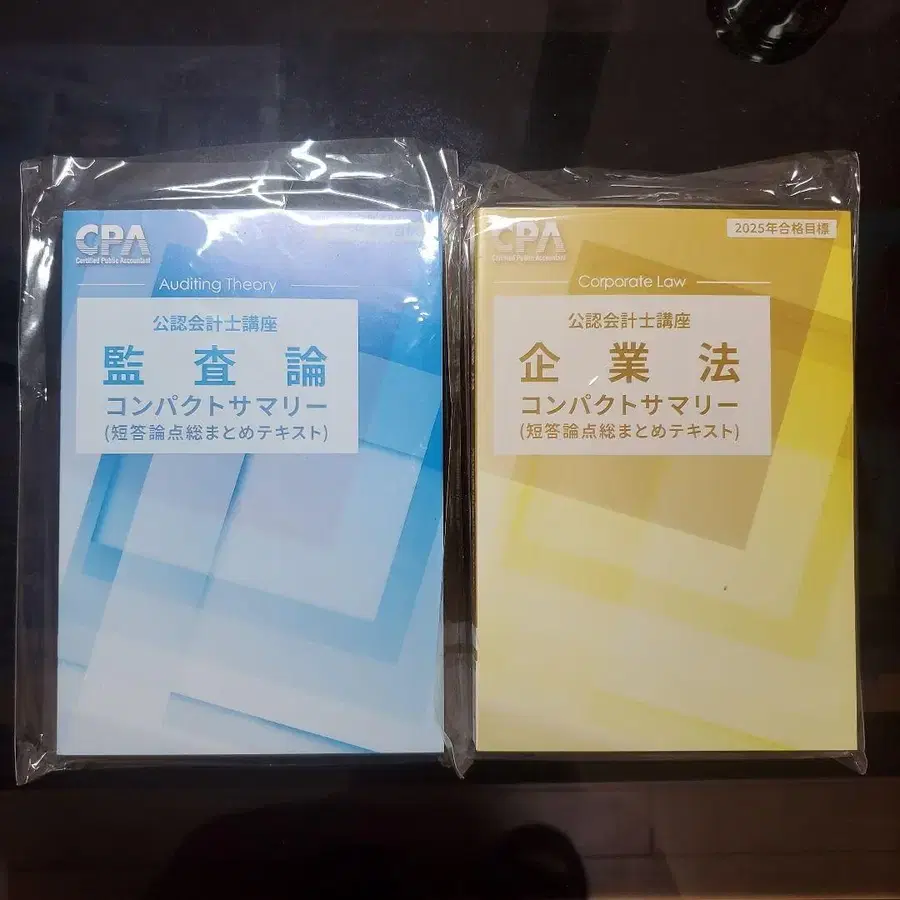 CPA
Certified Public Accountant
Auditing Theory
公認会計士講座
監査論
コンパクトサマリー
(短答論点総まとめテキスト)
CPA
Certified Public Accountant
2025年合格目標
Corporate Law
公認会計士講座
企業法
コンパクトサマリー
(短答論点総まとめテキスト)